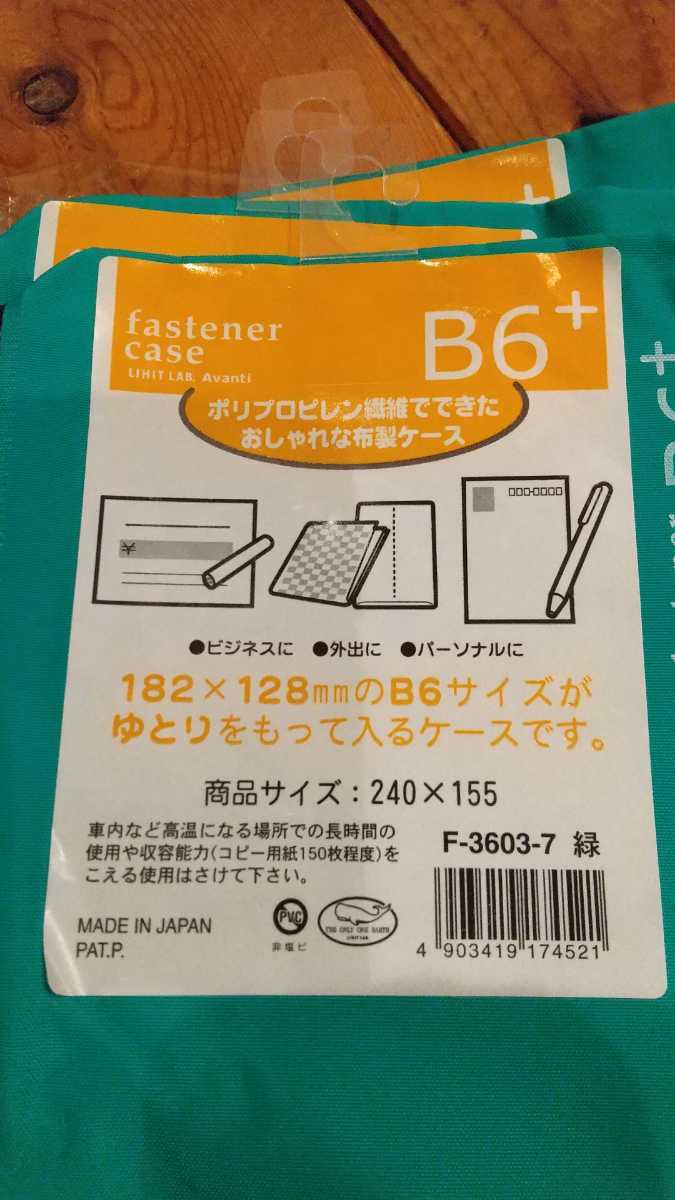 fastener
case
LIHIT LAB. Avanti
B6+
ポリプロピレン繊維でできた
おしゃれな布製ケース
¥
●ビジネスに ●外出に ●パーソナルに
182×128mmのB6サイズが
ゆとりをもって入るケースです。
商品サイズ：240×155
車内など高温になる場所での長時間の
使用や収容能力（コピー用紙150枚程度）を
こえる使用はさけて下さい。
F-3603-7 緑
MADE IN JAPAN
PAT.P.
PVC
非塩ビ
THE ONLY ONE EARTH
LIHIT LAB.
4 903419 174521